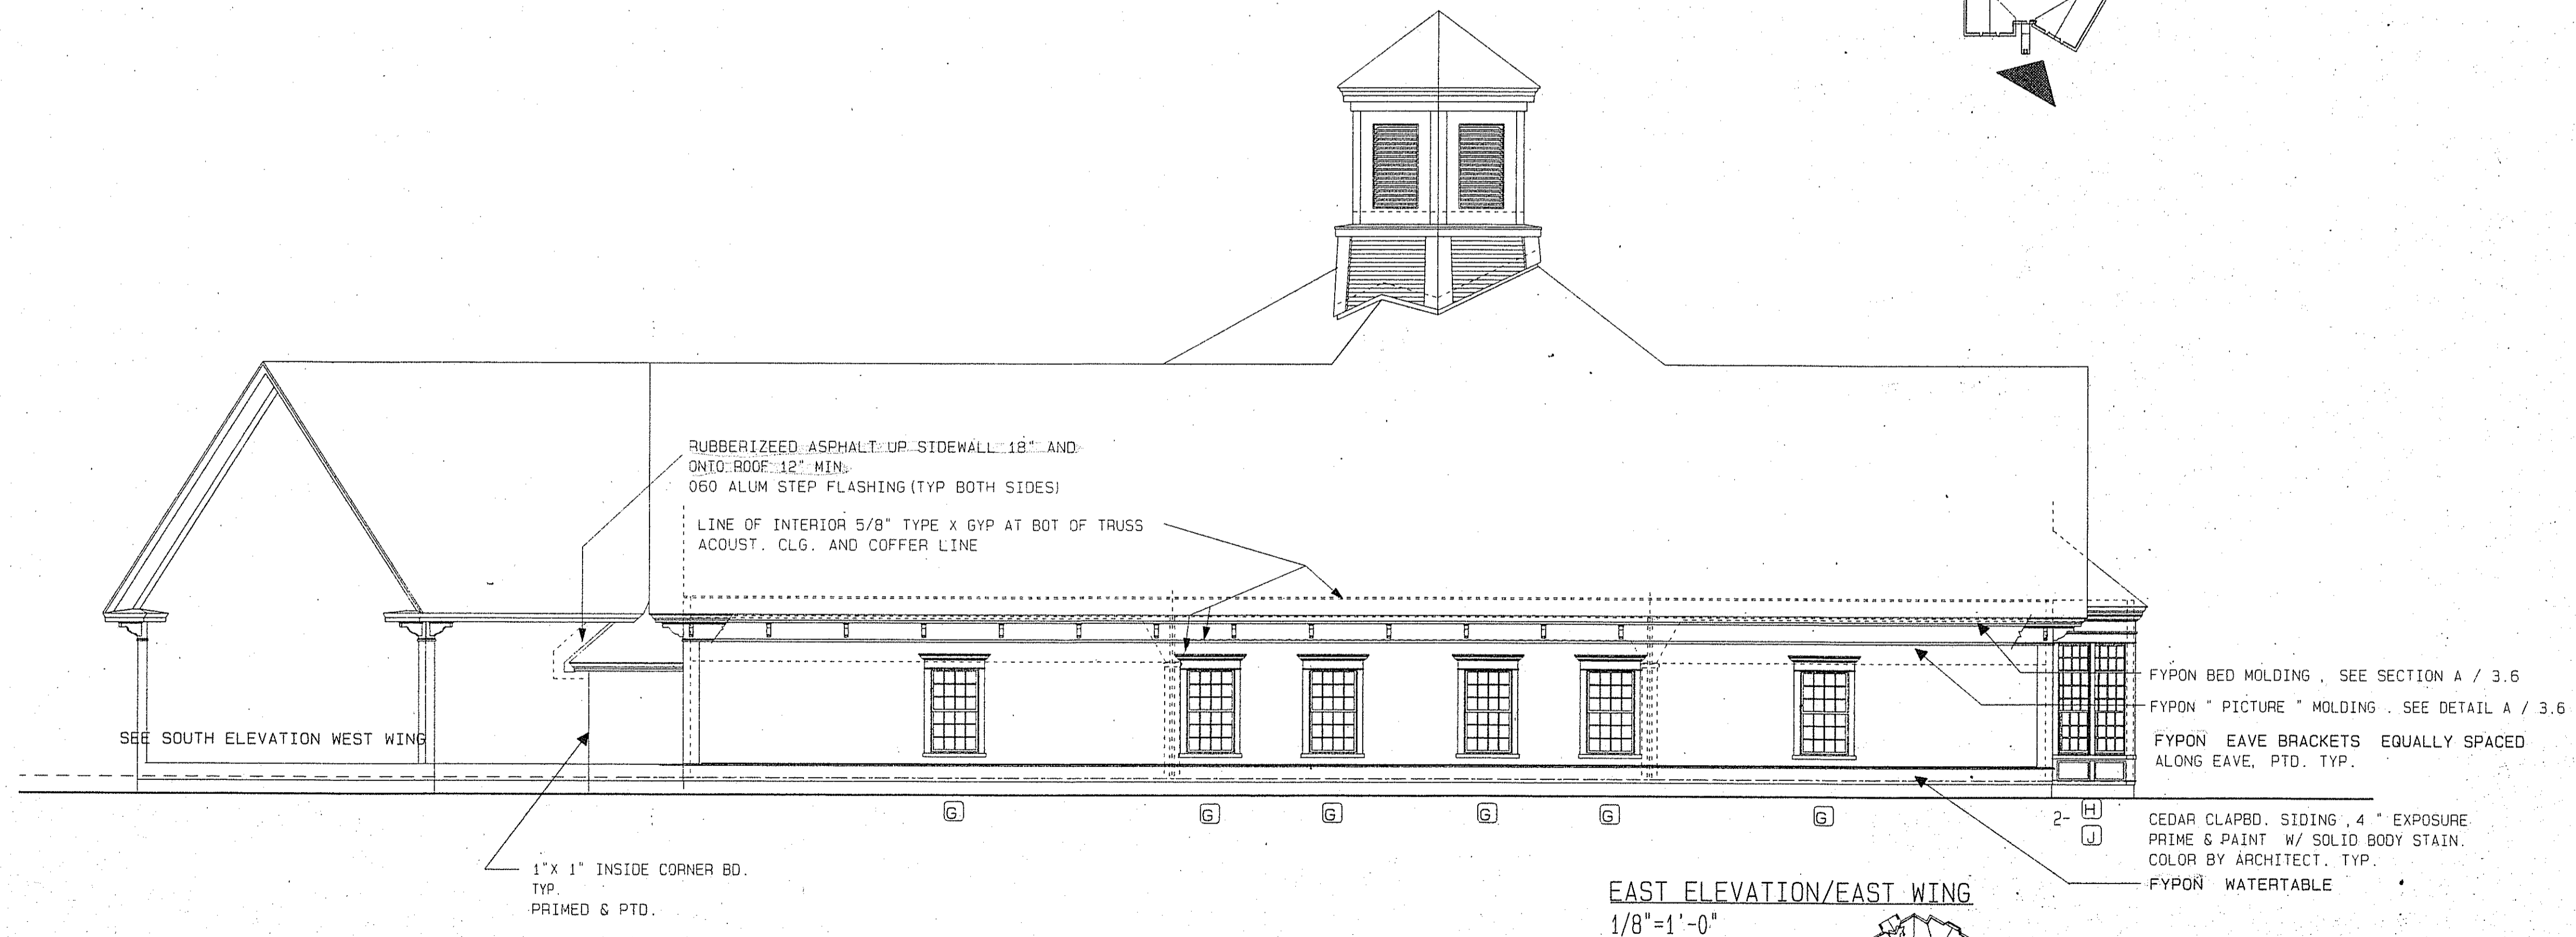 RUBBERIZEED ASPHALT UP SIDEWALL 18" AND
ONTO ROOF 12" MIN.
060 ALUM STEP FLASHING (TYP BOTH SIDES)
LINE OF INTERIOR 5/8" TYPE X GYP AT BOT OF TRUSS
ACOUST. CLG. AND COFFER LINE
SEE SOUTH ELEVATION WEST WING
FYPON BED MOLDING , SEE SECTION A / 3.6
FYPON " PICTURE " MOLDING . SEE DETAIL A / 3.6
FYPON EAVE BRACKETS EQUALLY SPACED
ALONG EAVE, PTD. TYP.
G G G G G G 2- H
J
CEDAR CLAPBD. SIDING , 4 " EXPOSURE
PRIME & PAINT W/ SOLID BODY STAIN.
COLOR BY ARCHITECT. TYP.
FYPON WATERTABLE
1"X 1" INSIDE CORNER BD.
TYP.
PRIMED & PTD.
EAST ELEVATION/EAST WING
1/8"=1'-0"